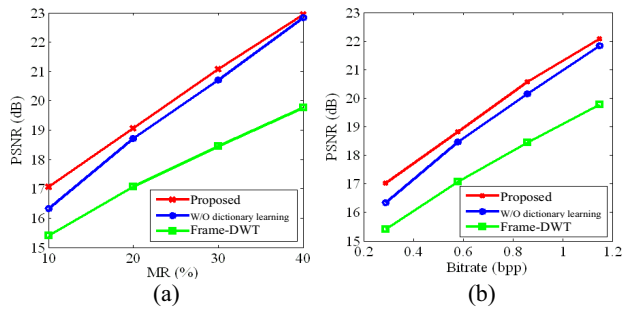 23
22
21
20
19
18
17
16
15
PSNR (dB)
10
20
30
40
MR (%)
Proposed
W/O dictionary learning
Frame-DWT
(a)
23
22
21
20
19
18
17
16
15
PSNR (dB)
0.2
0.4
0.6
0.8
1
1.2
Bitrate (bpp)
Proposed
W/O dictionary learning
Frame-DWT
(b)